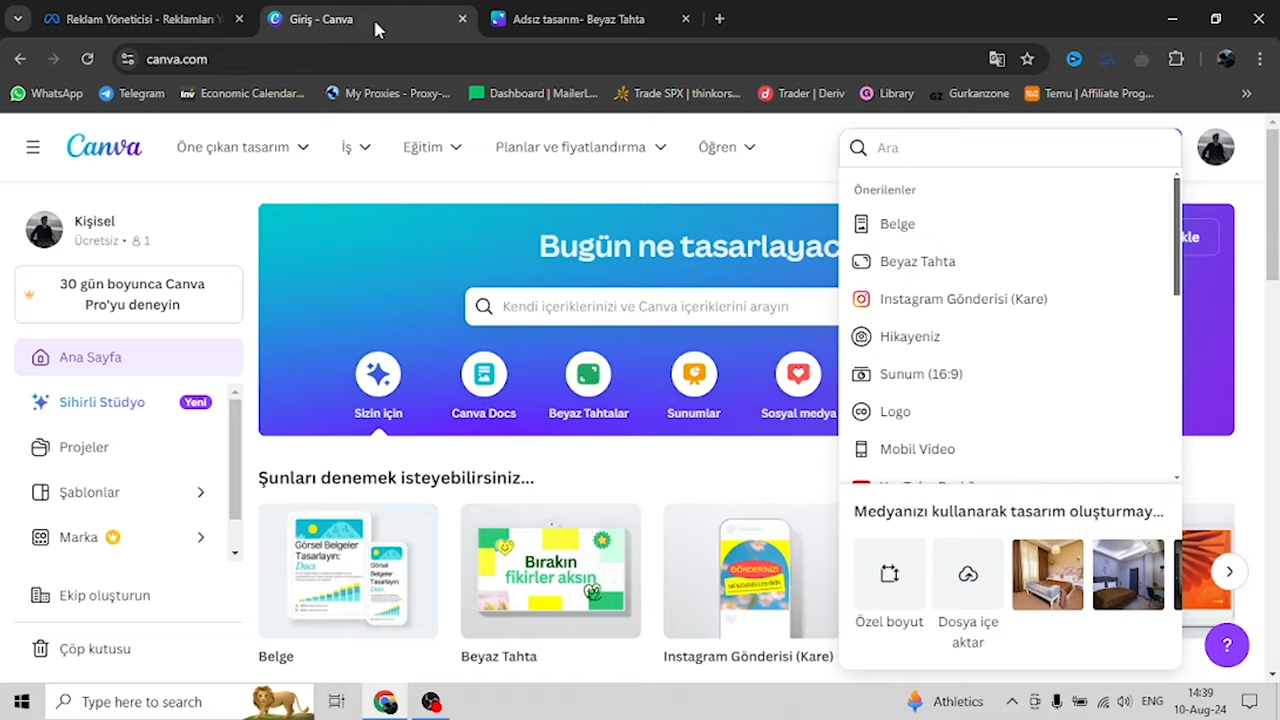 Reklam Yöneticisi - Reklamları Y
Giriş - Canva
Adsız tasarım- Beyaz Tahta
canva.com
WhatsApp
Telegram
Economic Calendar...
My Proxies - Proxy-...
Dashboard | MailerL...
Trade SPX | thinkors...
Trader | Deriv
Library
Gurkanzone
Temu | Affiliate Prog...
Canva
Öne çıkan tasarım
İş
Eğitim
Planlar ve fiyatlandırma
Öğren
Ara
Kişisel
Ücretsiz • 1
30 gün boyunca Canva
Pro'yu deneyin
Ana Sayfa
Sihirli Stüdyo
Yeni
Projeler
Şablonlar
Marka
Ekip oluşturun
Çöp kutusu
Bugün ne tasarlayac
kle
Kendi içeriklerinizi ve Canva içeriklerini arayın
Sizin için
Canva Docs
Beyaz Tahtalar
Sunumlar
Sosyal medya
Şunları denemek isteyebilirsiniz...
Görsel Belgeler
Tasarlayın:
Docs
Bırakın
fikirler aksın
GÖNDERİNİZİ
Belge
Beyaz Tahta
Instagram Gönderisi (Kare)
Önerilenler
Belge
Beyaz Tahta
Instagram Gönderisi (Kare)
Hikayeniz
Sunum (16:9)
Logo
Mobil Video
Medyanızı kullanarak tasarım oluşturmay...
Özel boyut
Dosya içe
aktar
?
Type here to search
Athletics
ENG
14:39
10-Aug-24